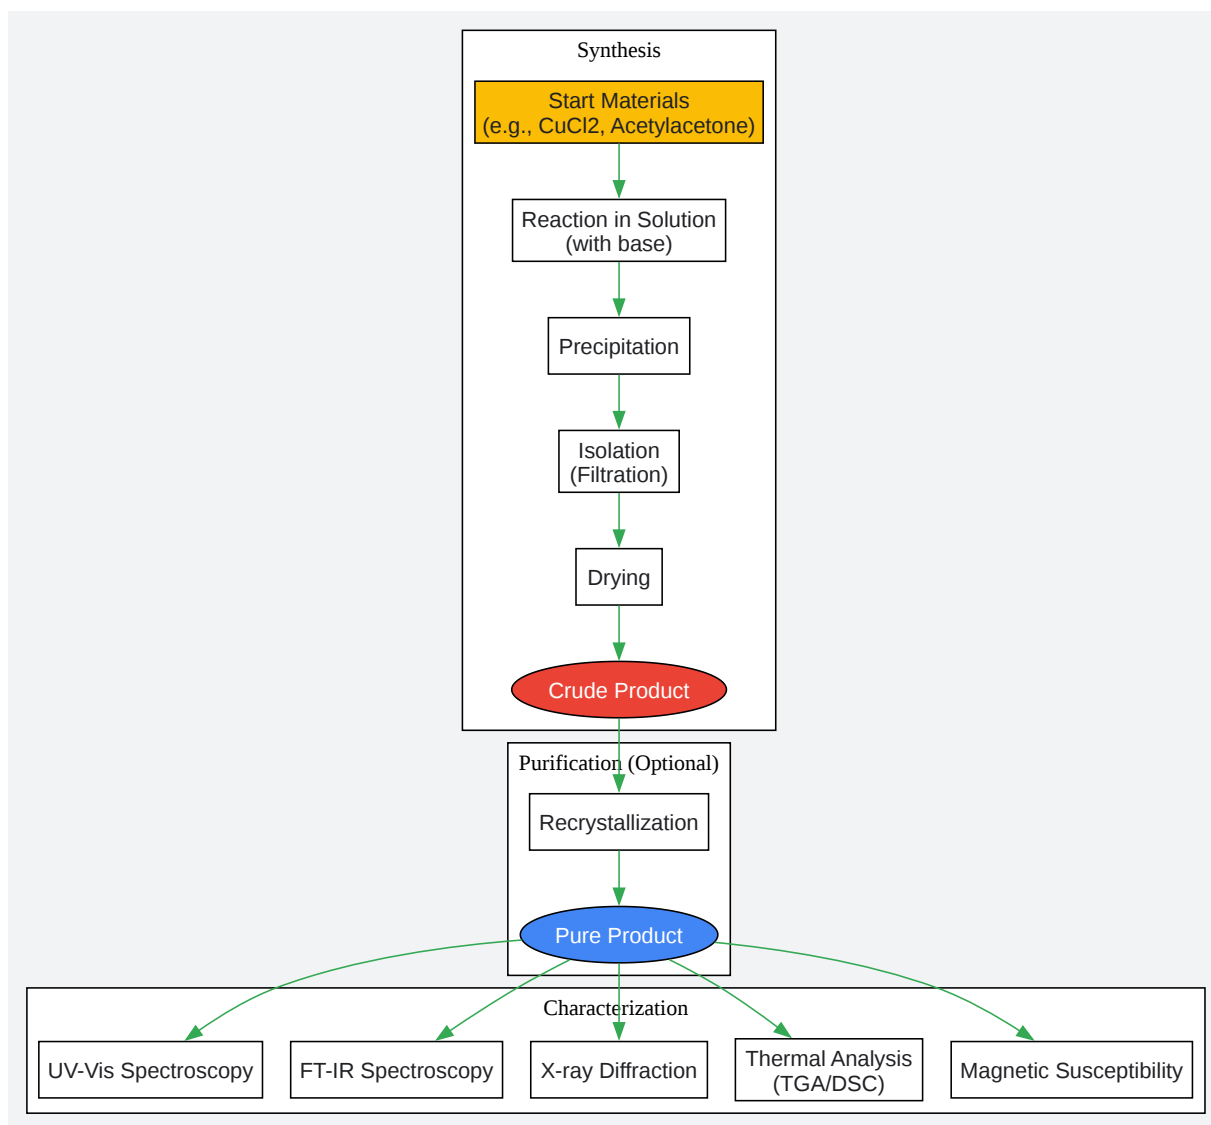 Synthesis
Start Materials
(e.g., CuCl2, Acetylacetone)
Reaction in Solution
(with base)
Precipitation
Isolation
(Filtration)
Drying
Crude Product
Purification (Optional)
Recrystallization
Pure Product
Characterization
UV-Vis Spectroscopy
FT-IR Spectroscopy
X-ray Diffraction
Thermal Analysis
(TGA/DSC)
Magnetic Susceptibility